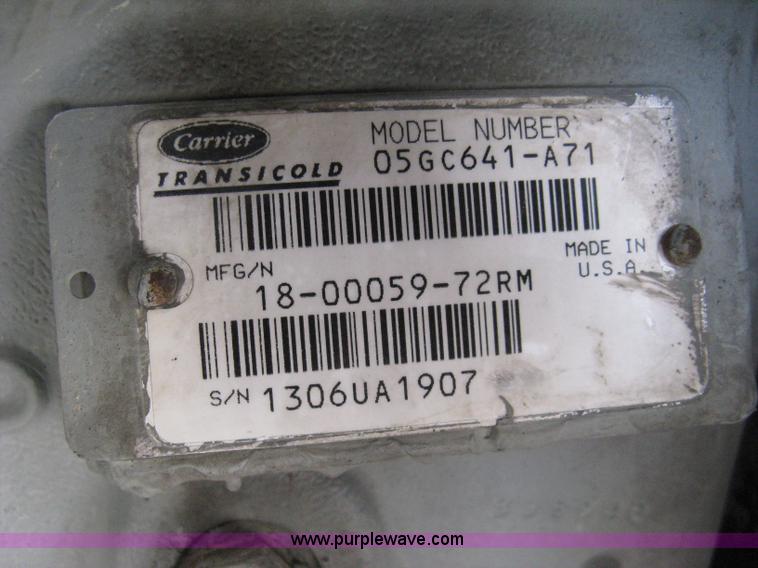 Carrier
TRANSICOLD
MODEL NUMBER
05GC641-A71
MFG/N
18-00059-72RM
MADE IN
U.S.A.
S/N 1306UA1907
www.purplewave.com